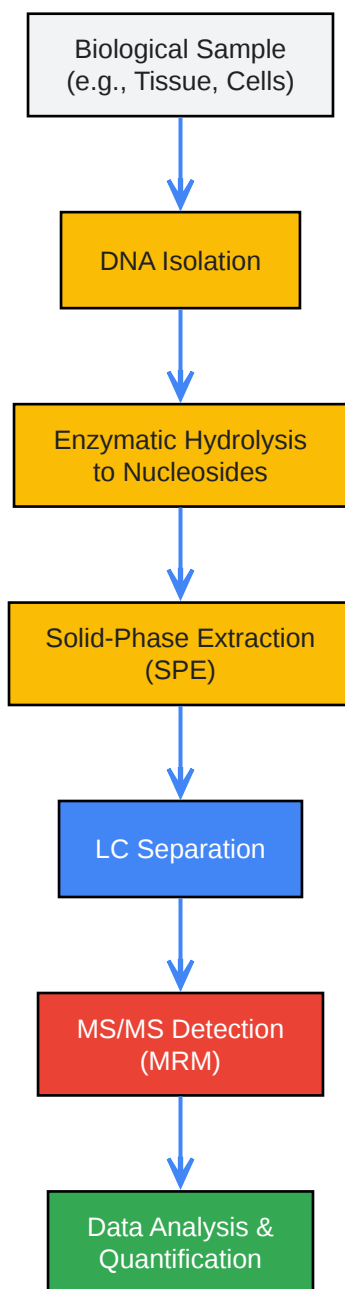 Biological Sample
(e.g., Tissue, Cells)
DNA Isolation
Enzymatic Hydrolysis
to Nucleosides
Solid-Phase Extraction
(SPE)
LC Separation
MS/MS Detection
(MRM)
Data Analysis &
Quantification